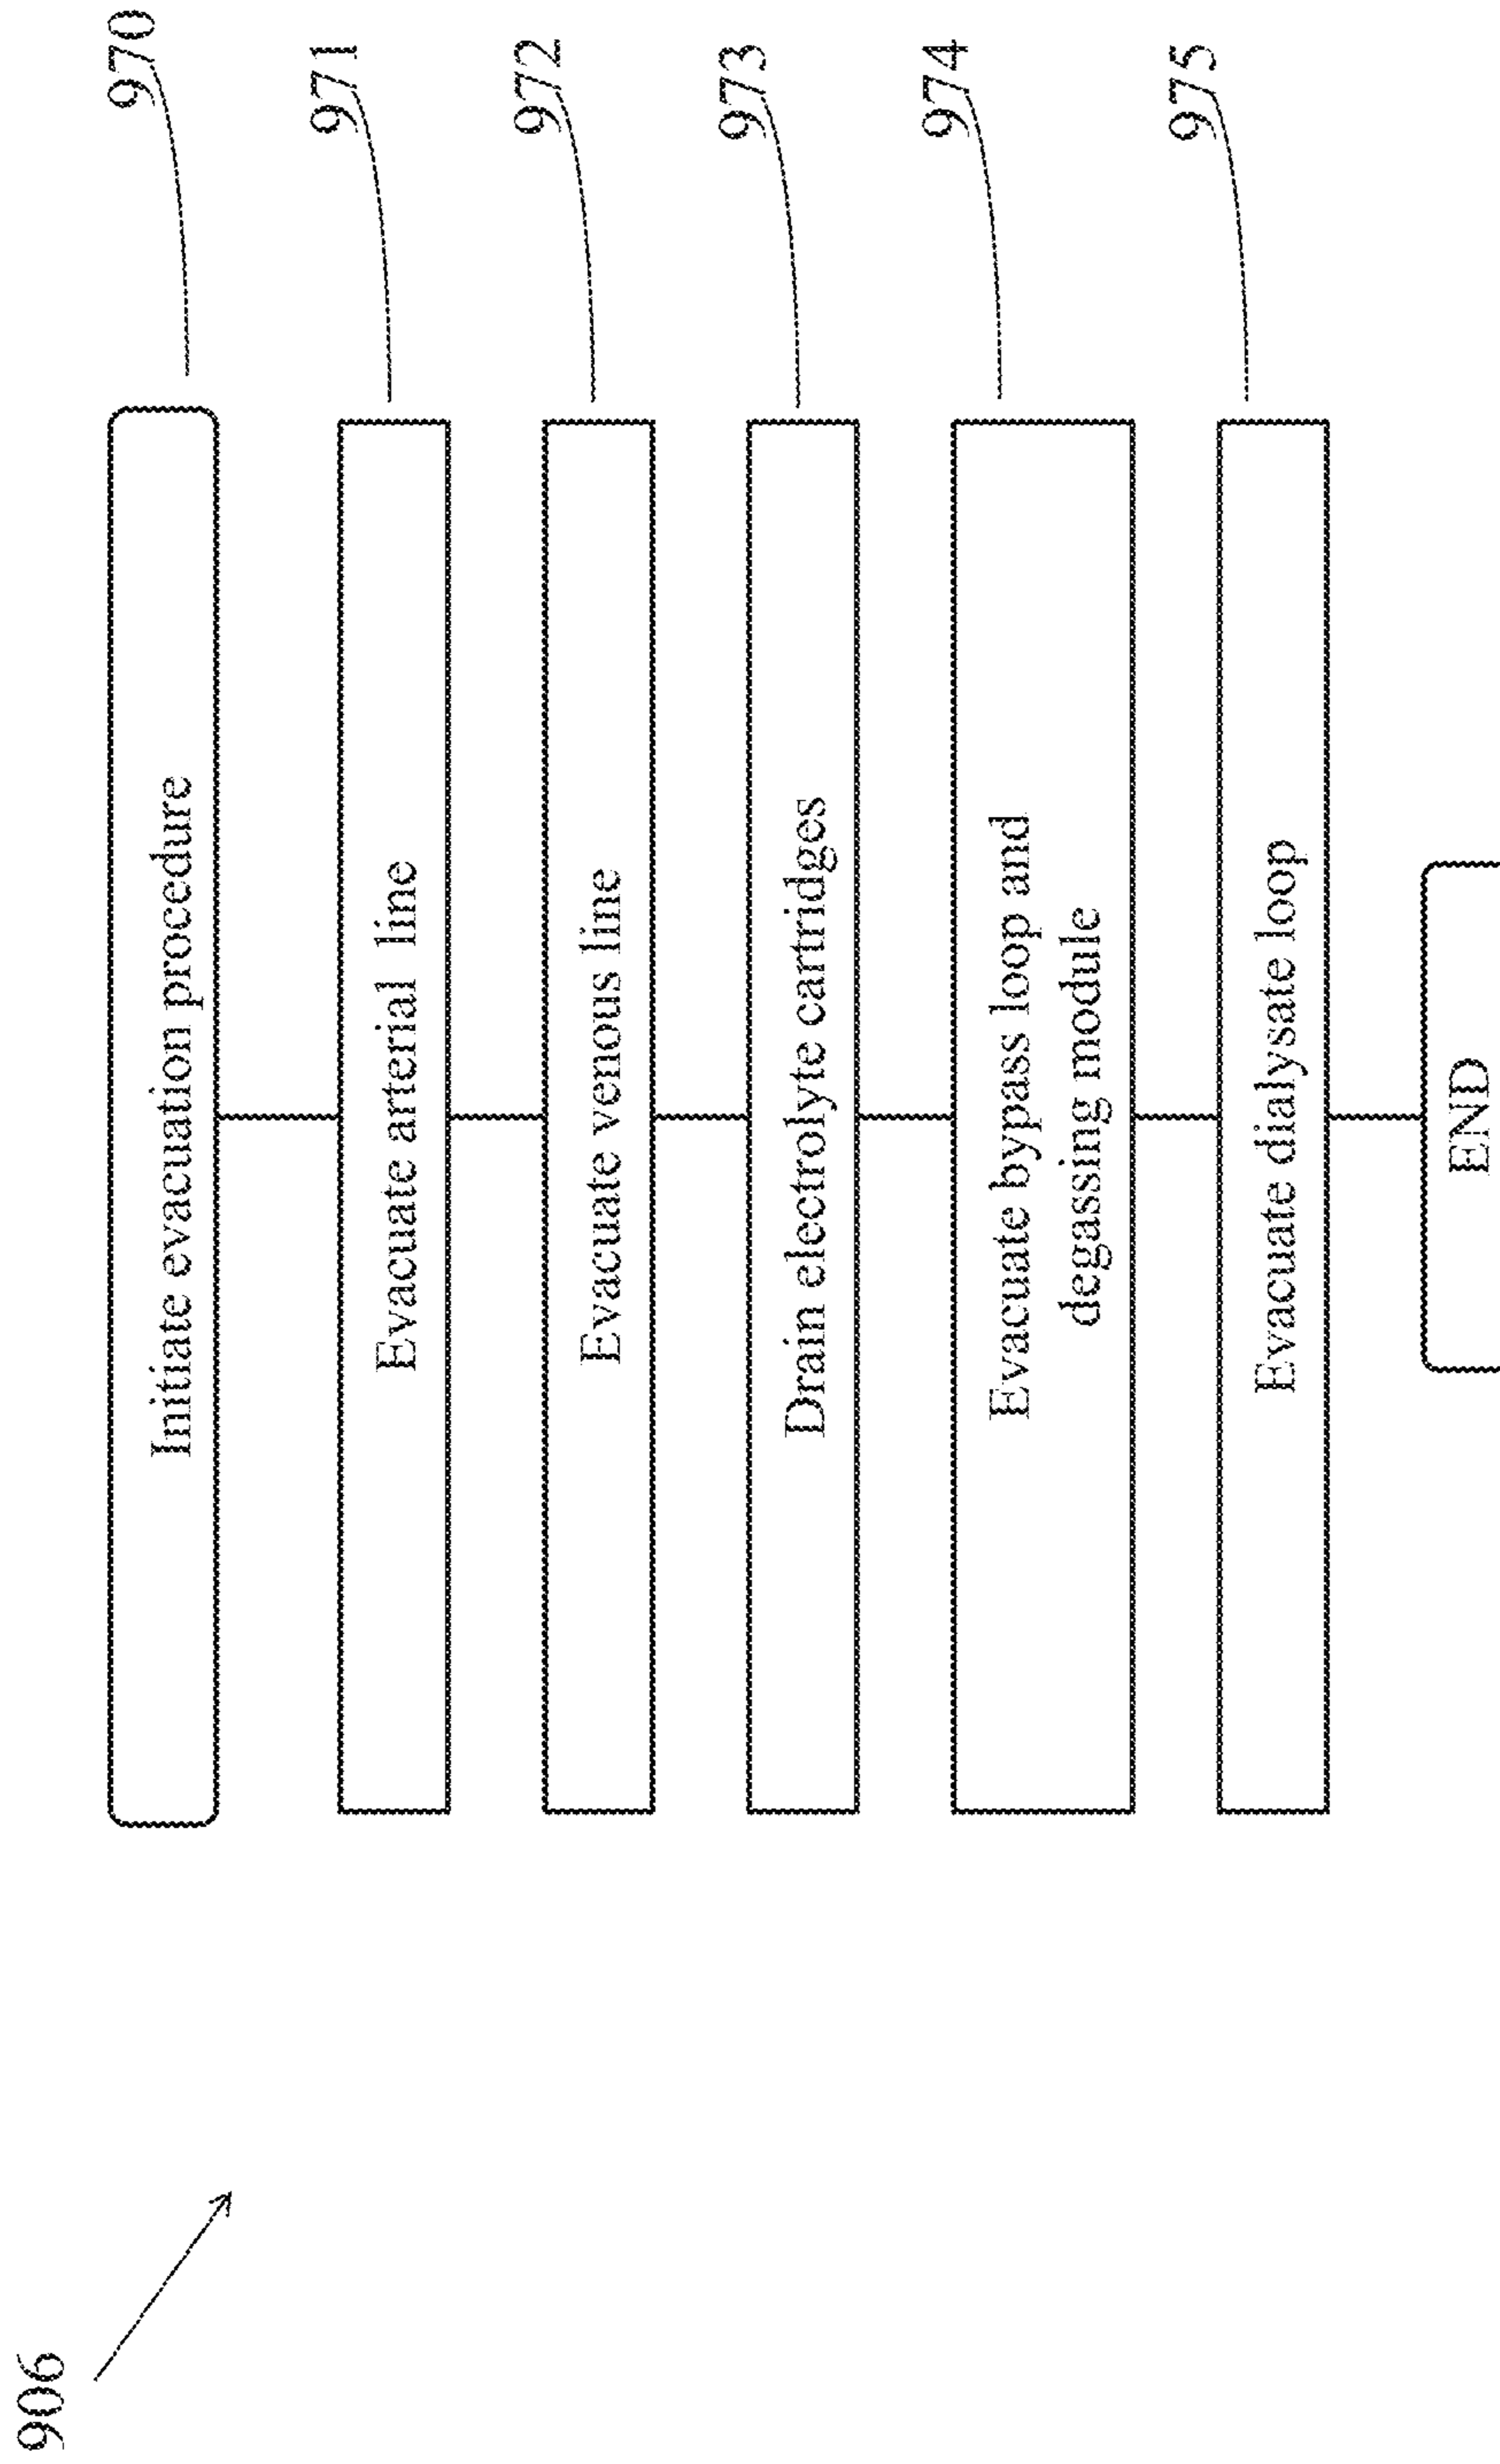 906
Initiate evacuation procedure
970
Evacuate arterial line
971
Evacuate venous line
972
Drain electrolyte cartridges
973
Evacuate bypass loop and
degassing module
974
Evacuate dialysate loop
975
END